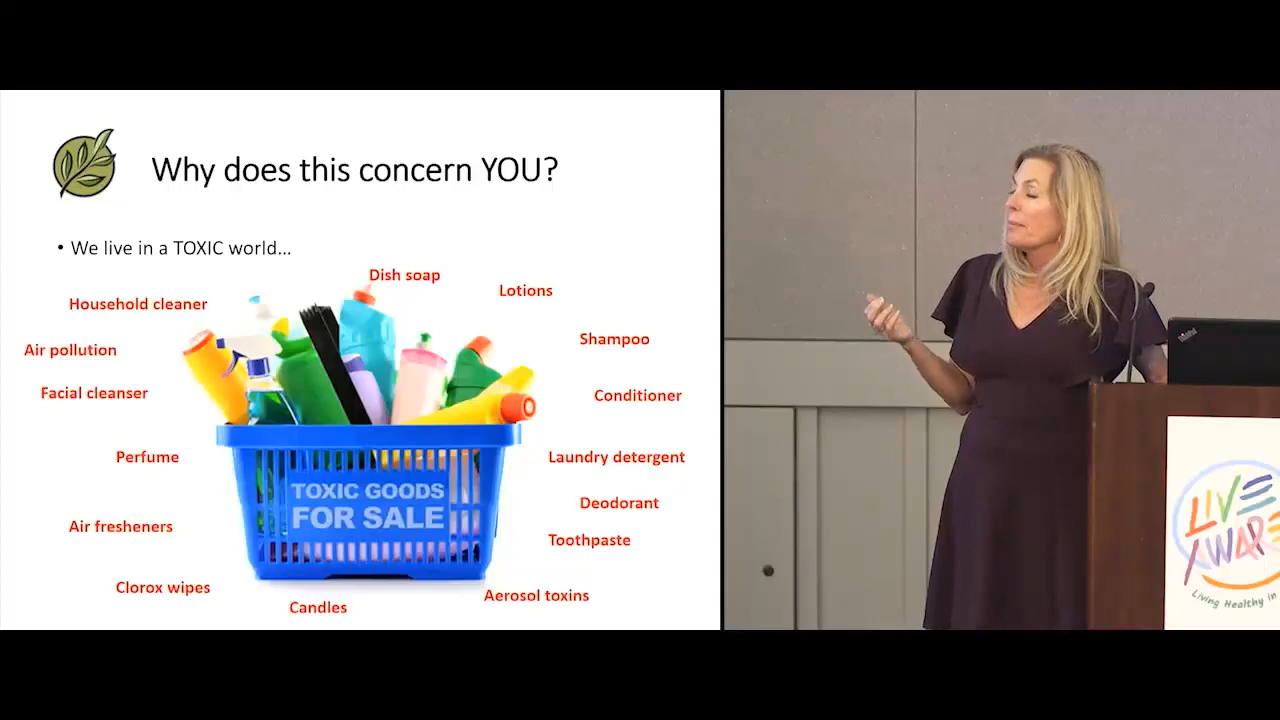 Why does this concern YOU?
• We live in a TOXIC world...
Dish soap
Lotions
Household cleaner
Shampoo
Air pollution
Facial cleanser
Conditioner
Perfume
Laundry detergent
TOXIC GOODS
FOR SALE
Deodorant
Air fresheners
Toothpaste
Clorox wipes
Aerosol toxins
Candles
ThinkPad
LIVE
AWARE
Living Healthy in